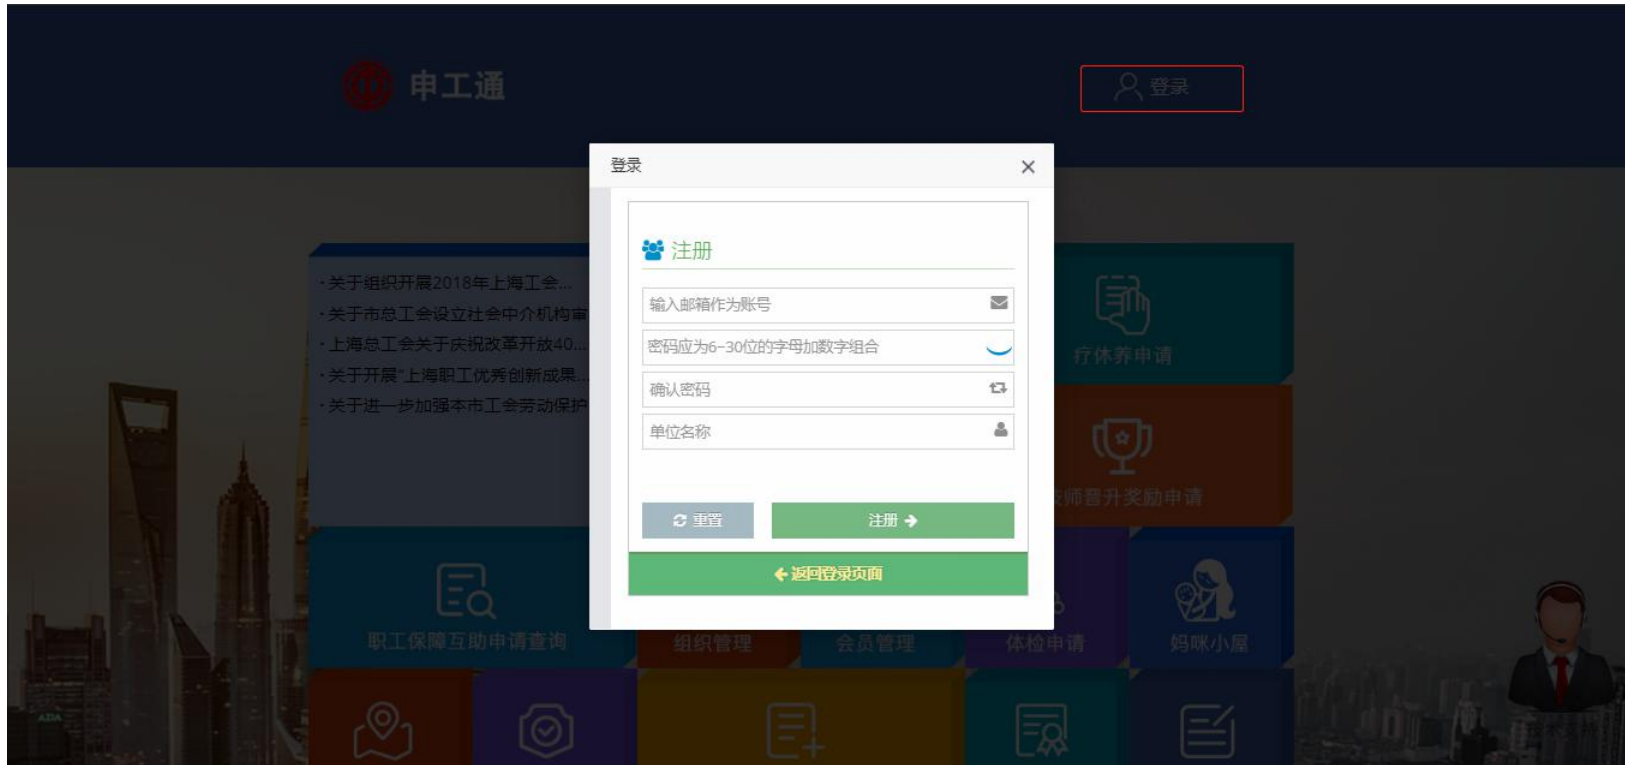 申工通
登录
登录
注册
输入邮箱作为账号
密码应为6-30位的字母加数字组合
确认密码
单位名称
重置
注册
返回登录页面
·关于组织开展2018年上海工会...
·关于市总工会设立社会中介机构审
·上海总工会关于庆祝改革开放40...
·关于开展“上海职工优秀创新成果...
·关于进一步加强本市工会劳动保护
疗休养申请
师晋升奖励申请
职工保障互助申请查询
组织管理
会员管理
体检申请
妈咪小屋